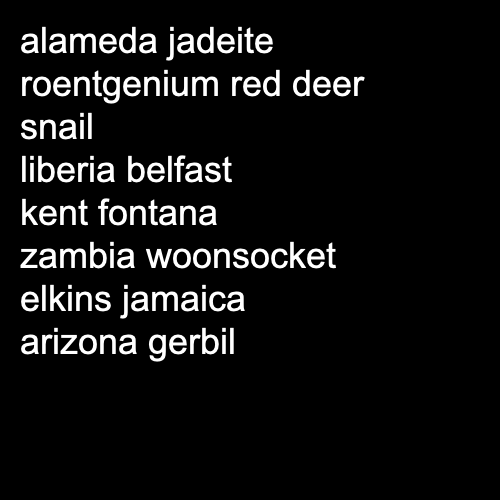 alameda jadeite
roentgenium red deer
snail
liberia belfast
kent fontana
zambia woonsocket
elkins jamaica
arizona gerbil